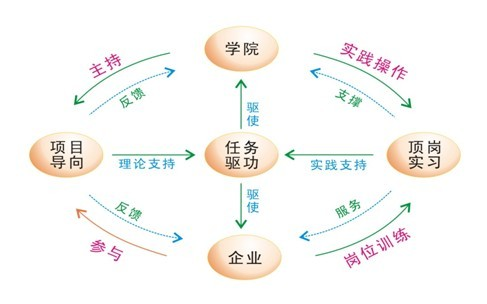 学院
主持
实践操作
反馈
支撑
驱使
项目
导向
理论支持
任务
驱功
实践支持
顶岗
实习
驱使
反馈
服务
参与
岗位训练
企业